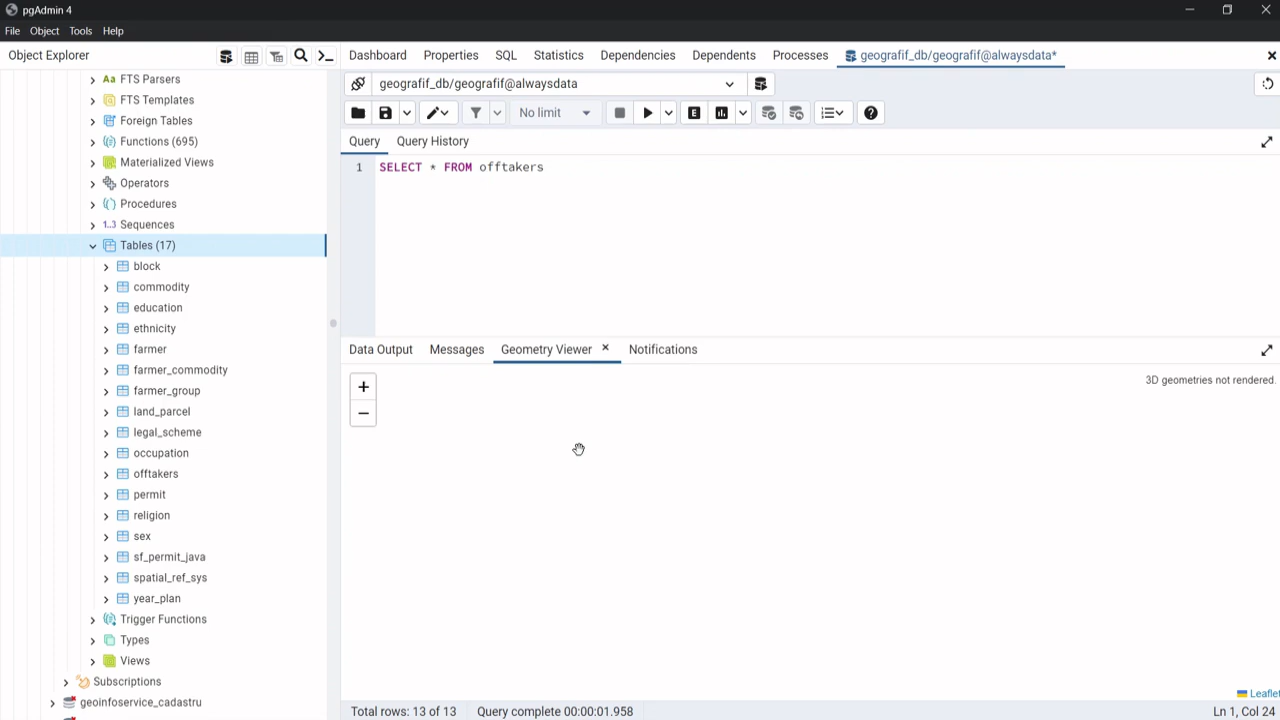 pgAdmin 4
File Object Tools Help
Object Explorer
Dashboard Properties SQL Statistics Dependencies Dependents Processes geografif_db/geografif@alwaysdata*
FTS Parsers
FTS Templates
Foreign Tables
Functions (695)
Materialized Views
Operators
Procedures
1..3 Sequences
Tables (17)
block
commodity
education
ethnicity
farmer
farmer_commodity
farmer_group
land_parcel
legal_scheme
occupation
offtakers
permit
religion
sex
sf_permit_java
spatial_ref_sys
year_plan
Trigger Functions
Types
Views
Subscriptions
geoinfoservice_cadastru
geografif_db/geografif@alwaysdata
No limit
Query Query History
1 SELECT * FROM offtakers
Data Output Messages Geometry Viewer Notifications
3D geometries not rendered.
+
−
Leaflet
Total rows: 13 of 13 Query complete 00:00:01.958 Ln 1, Col 24